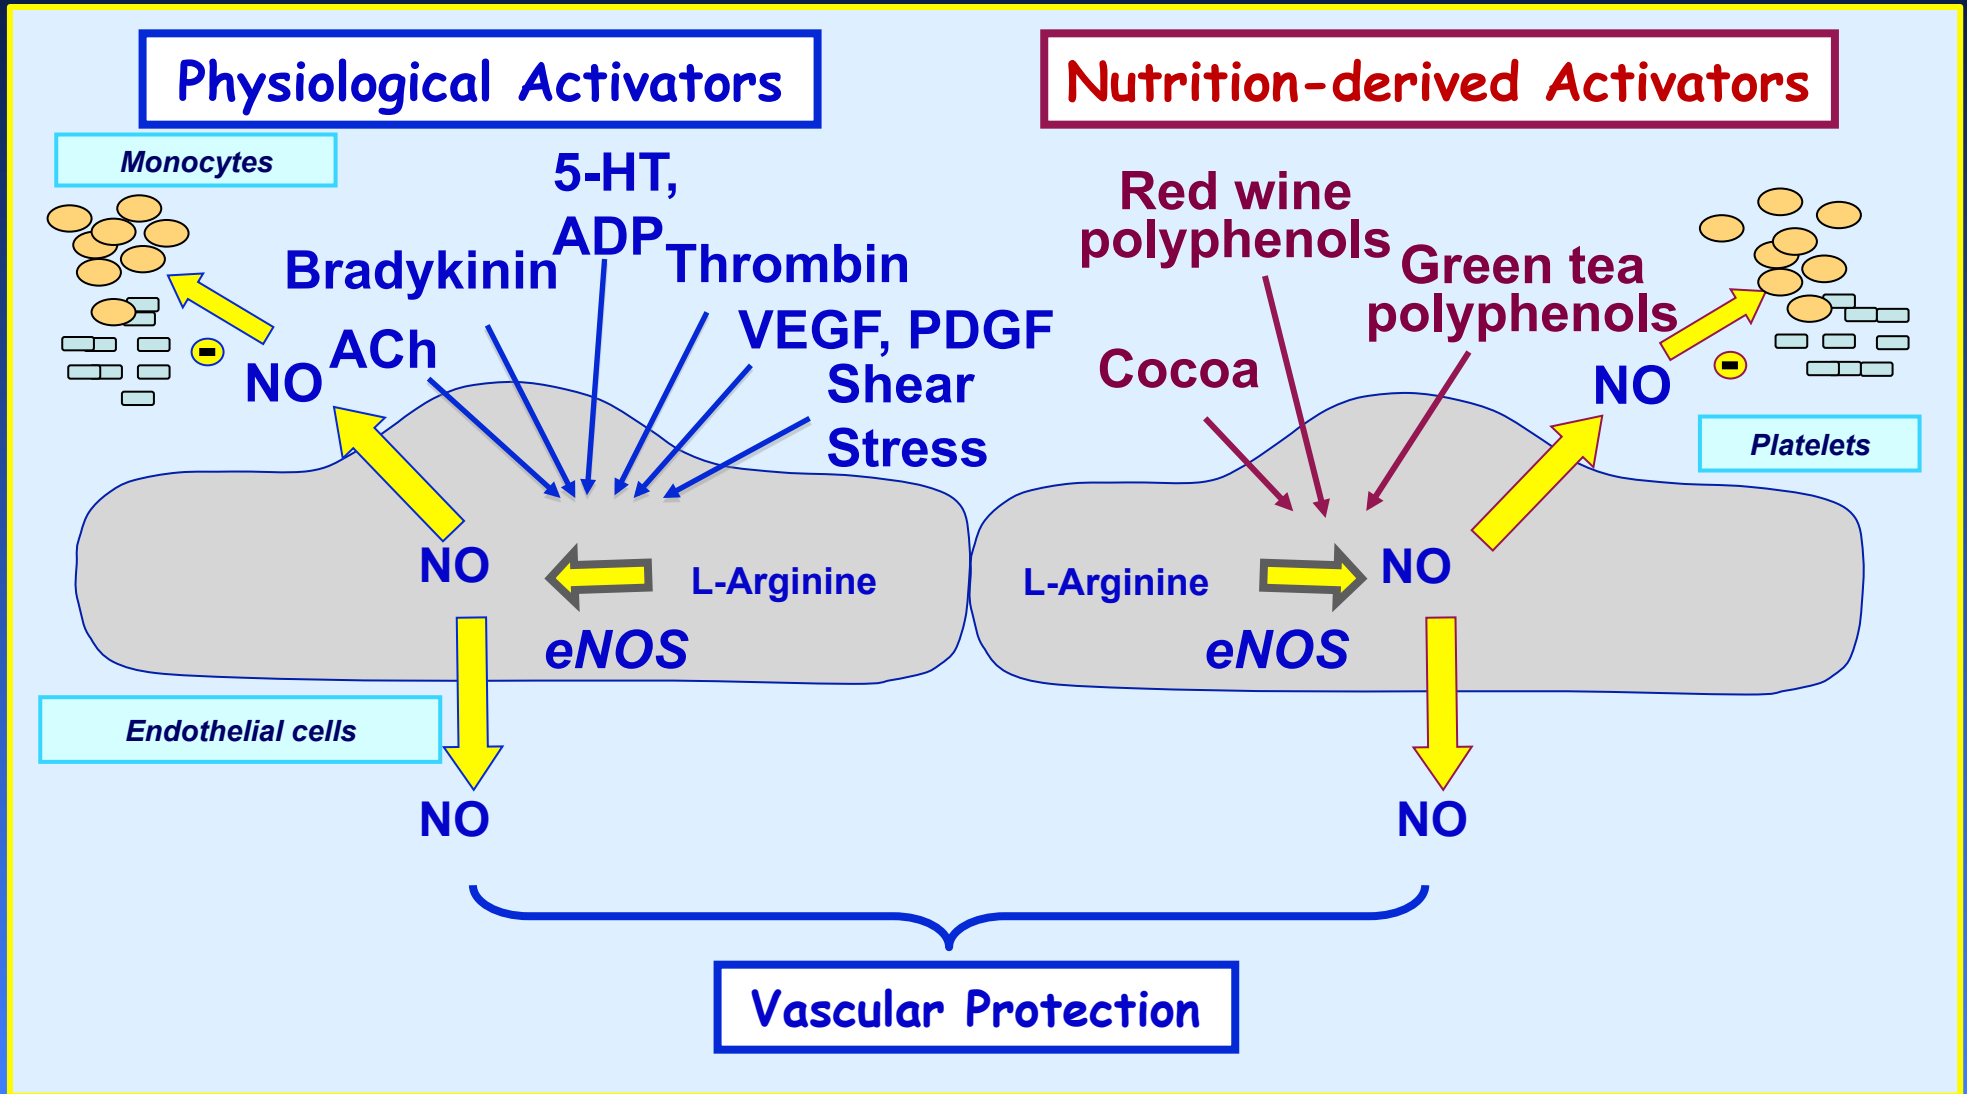 Physiological Activators
Nutrition-derived Activators
Monocytes
5-HT,
ADP
Bradykinin
Thrombin
ACh
VEGF, PDGF
Shear
Stress
NO
Red wine
polyphenols
Green tea
polyphenols
Cocoa
NO
Platelets
NO
L-Arginine
eNOS
L-Arginine
NO
eNOS
Endothelial cells
NO
NO
Vascular Protection